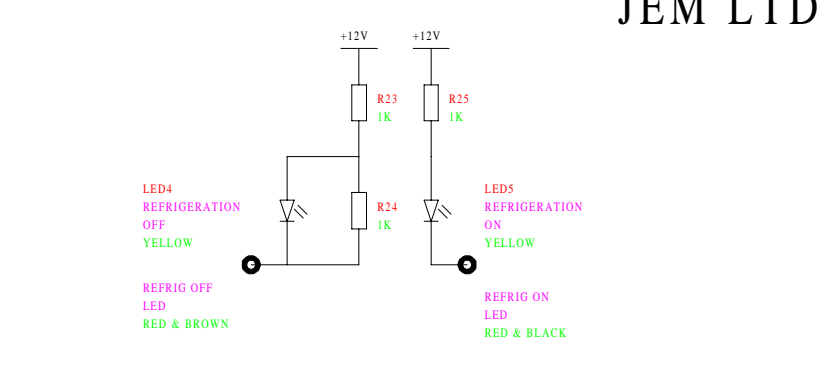 JEM LTD
+12V
+12V
R23
1K
R25
1K
LED4
REFRIGERATION
OFF
YELLOW
R24
1K
LED5
REFRIGERATION
ON
YELLOW
REFRIG OFF
LED
RED & BROWN
REFRIG ON
LED
RED & BLACK